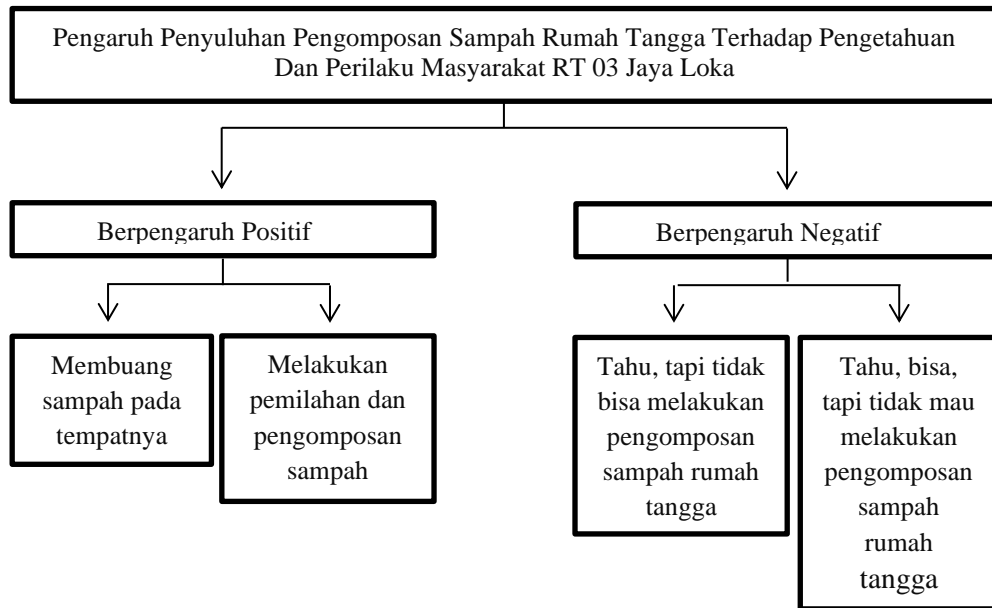 Pengaruh Penyuluhan Pengomposan Sampah Rumah Tangga Terhadap Pengetahuan
Dan Perilaku Masyarakat RT 03 Jaya Loka
Berpengaruh Positif
Berpengaruh Negatif
Membuang
sampah pada
tempatnya
Melakukan
pemilahan dan
pengomposan
sampah
Tahu, tapi tidak
bisa melakukan
pengomposan
sampah rumah
tangga
Tahu, bisa,
tapi tidak mau
melakukan
pengomposan
sampah
rumah
tangga